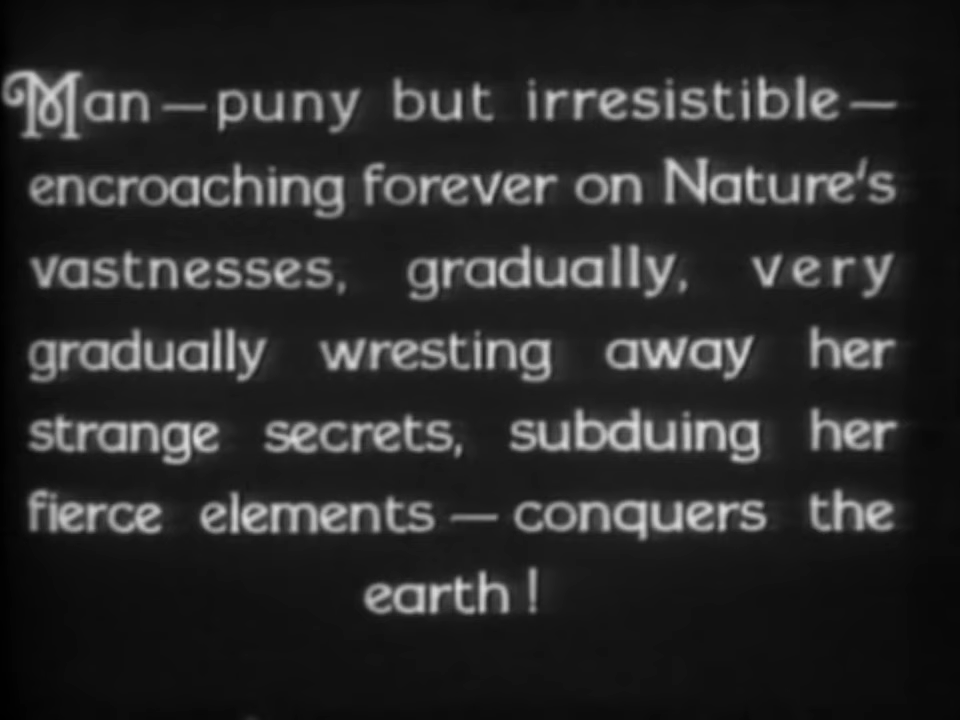 Man — puny but irresistible —
encroaching forever on Nature's
vastnesses, gradually, very
gradually wresting away her
strange secrets, subduing her
fierce elements — conquers the
earth !